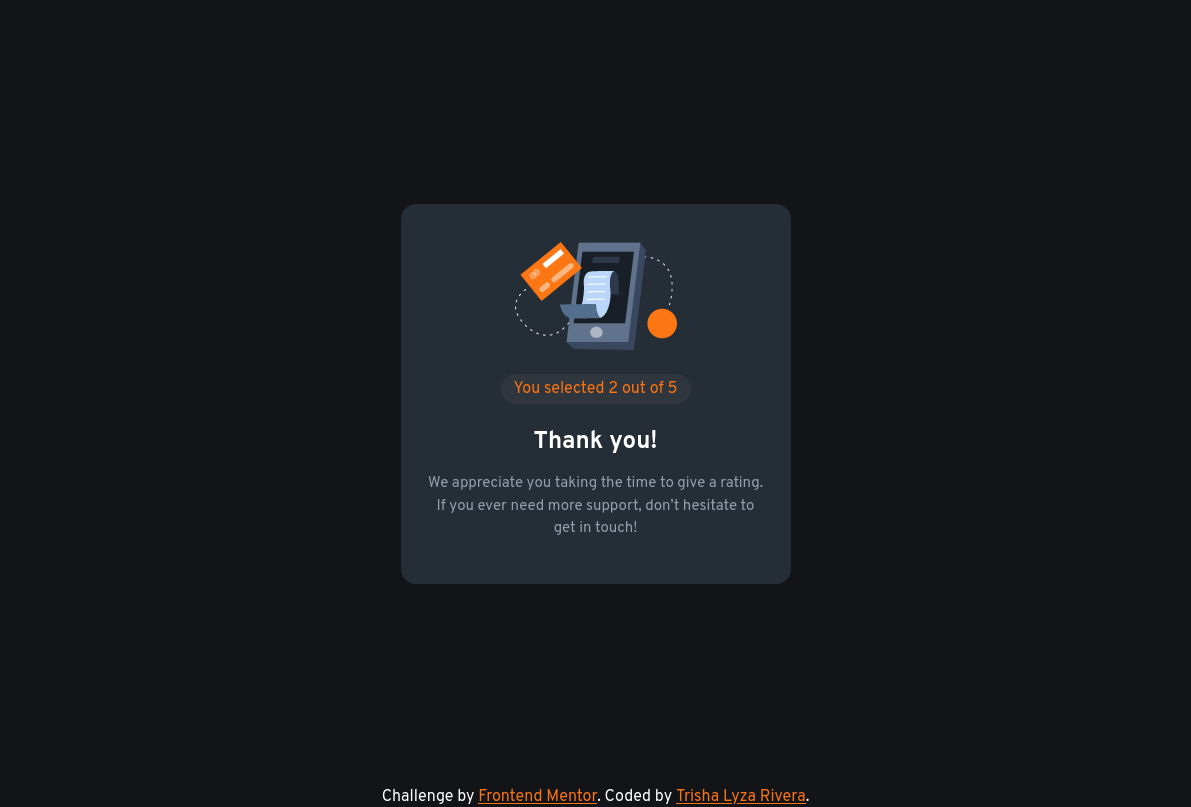 You selected 2 out of 5
Thank you!
We appreciate you taking the time to give a rating.
If you ever need more support, don’t hesitate to
get in touch!
Challenge by Frontend Mentor. Coded by Trisha Lyza Rivera.